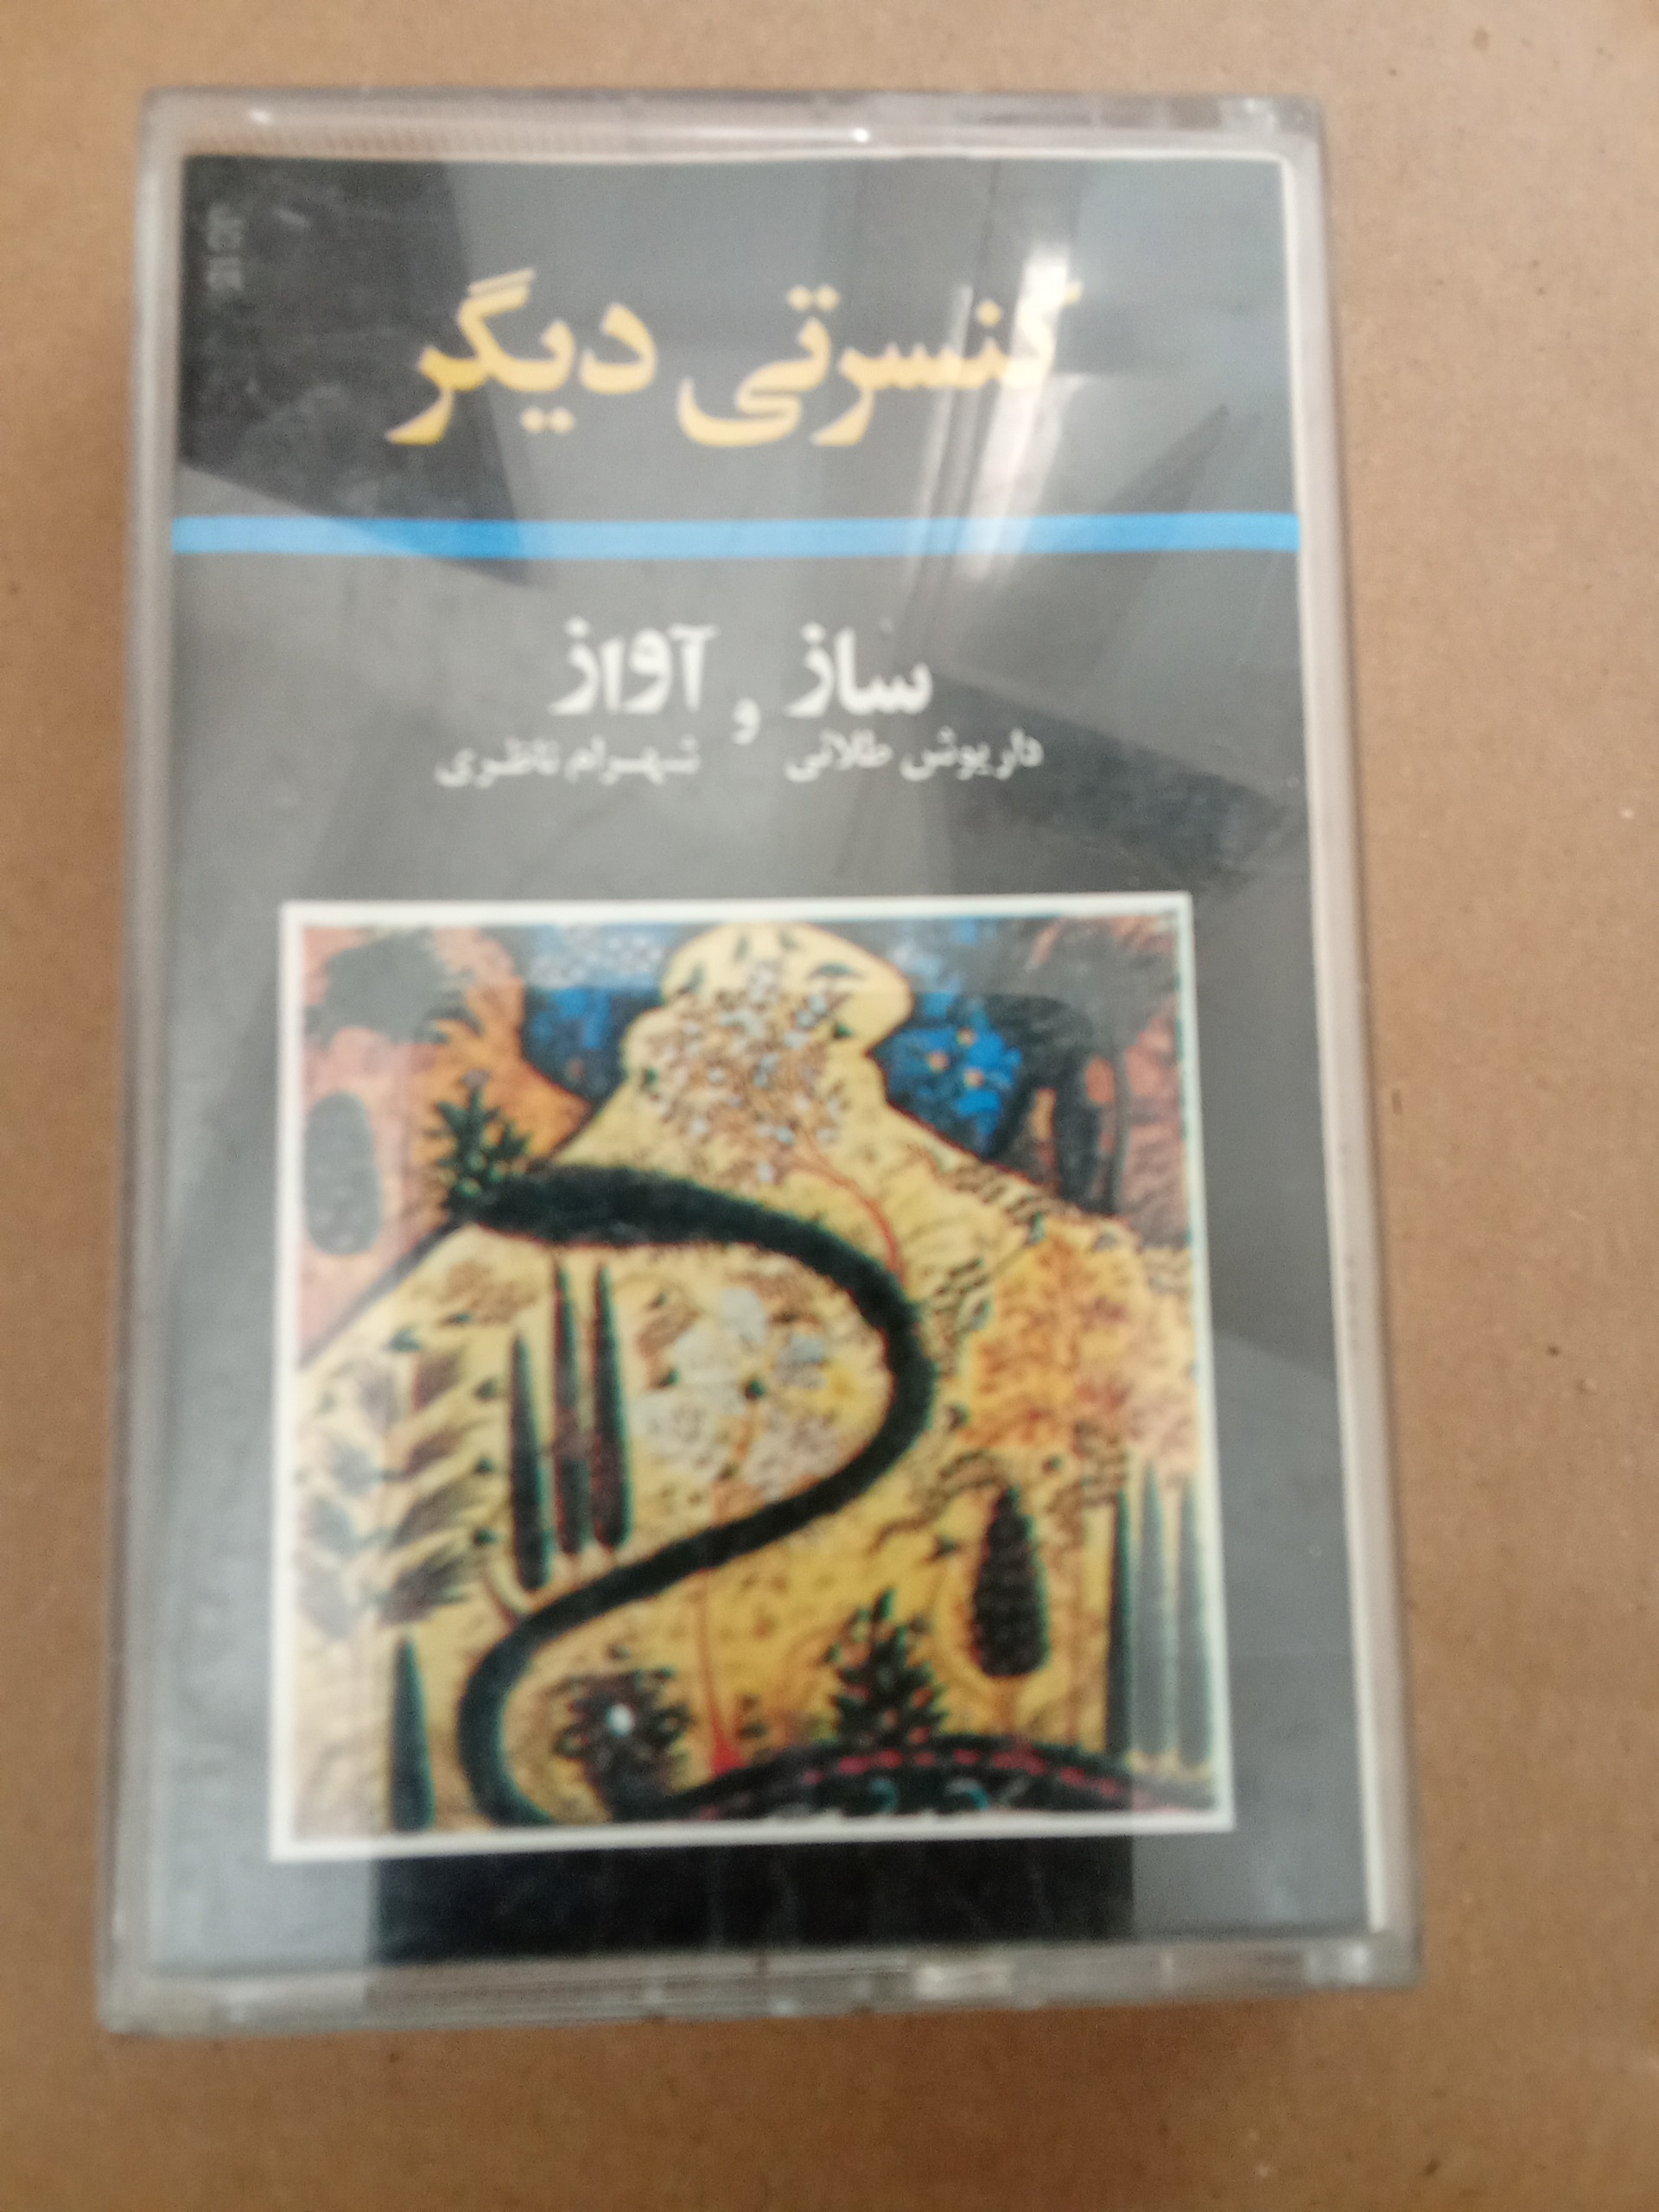 کنسرتی دیگر
ساز و آواز
داریوش طلائی شهرام ناظری